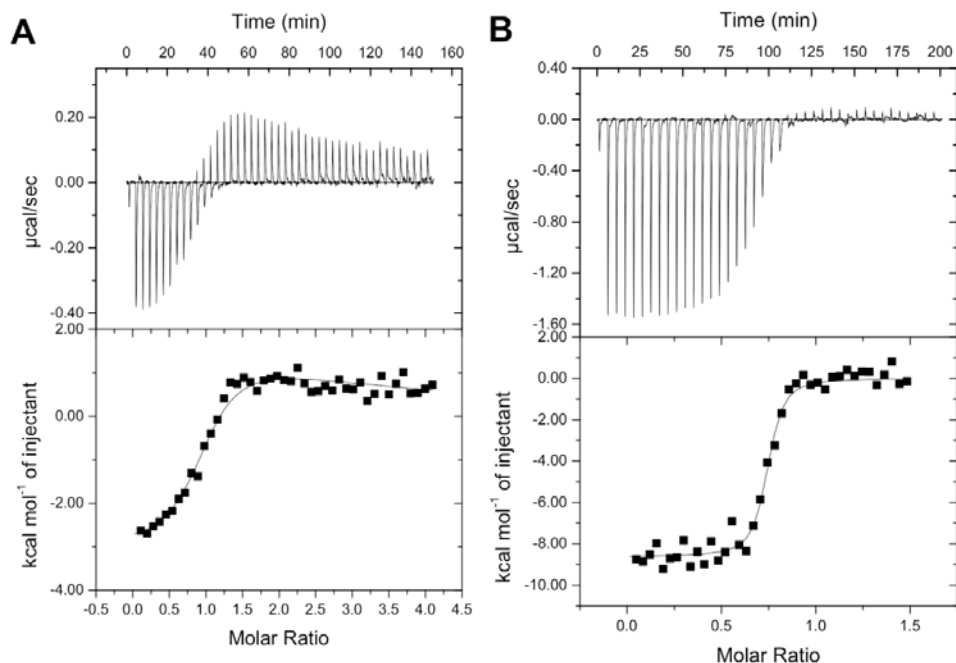 A
Time (min)
0 20 40 60 80 100 120 140 160
0.20
0.00
-0.20
-0.40
µcal/sec
2.00
0.00
-2.00
-4.00
kcal mol⁻¹ of injectant
-0.5 0.0 0.5 1.0 1.5 2.0 2.5 3.0 3.5 4.0 4.5
Molar Ratio
B
Time (min)
0 25 50 75 100 125 150 175 200
0.40
0.00
-0.40
-0.80
-1.20
-1.60
µcal/sec
2.00
0.00
-2.00
-4.00
-6.00
-8.00
-10.00
kcal mol⁻¹ of injectant
0.0 0.5 1.0 1.5
Molar Ratio